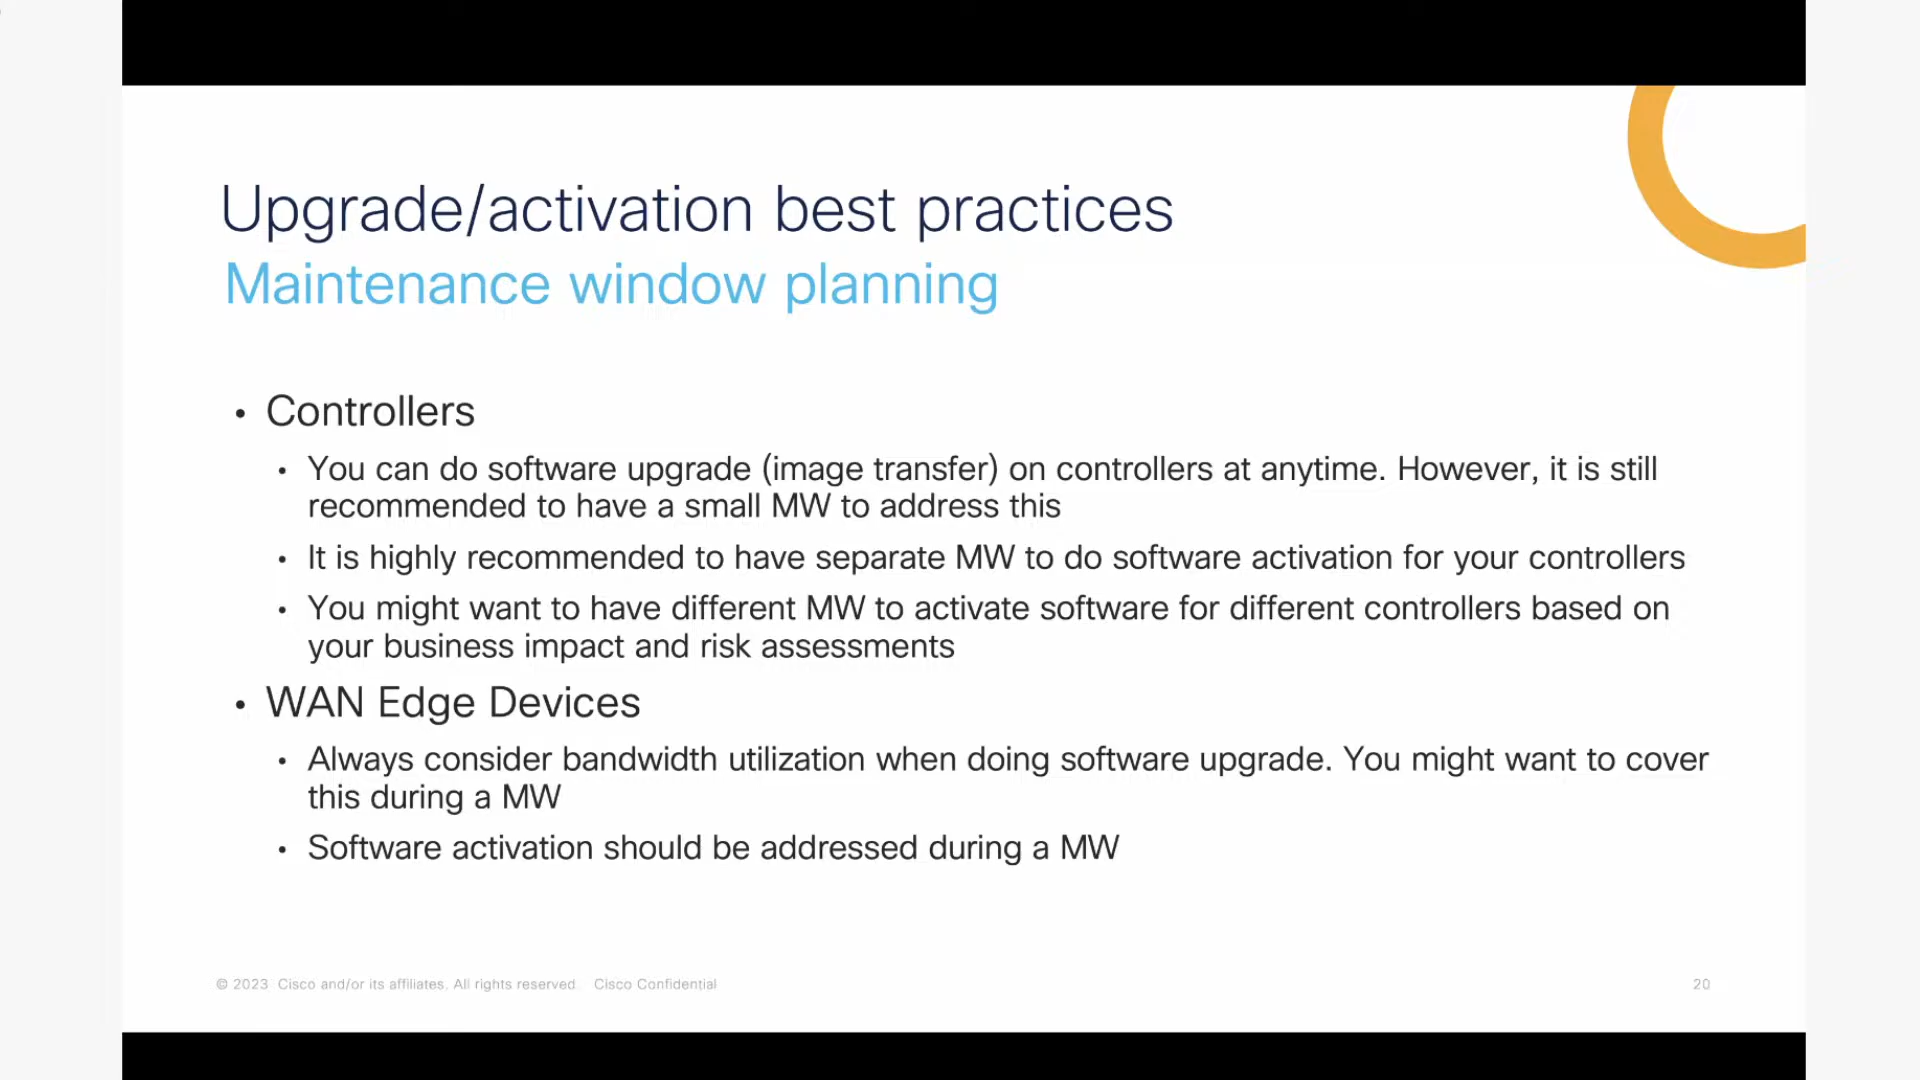 Upgrade/activation best practices
Maintenance window planning
• Controllers
• You can do software upgrade (image transfer) on controllers at anytime. However, it is still
recommended to have a small MW to address this
• It is highly recommended to have separate MW to do software activation for your controllers
• You might want to have different MW to activate software for different controllers based on
your business impact and risk assessments
• WAN Edge Devices
• Always consider bandwidth utilization when doing software upgrade. You might want to cover
this during a MW
• Software activation should be addressed during a MW
© 2023 Cisco and/or its affiliates. All rights reserved. Cisco Confidential
20